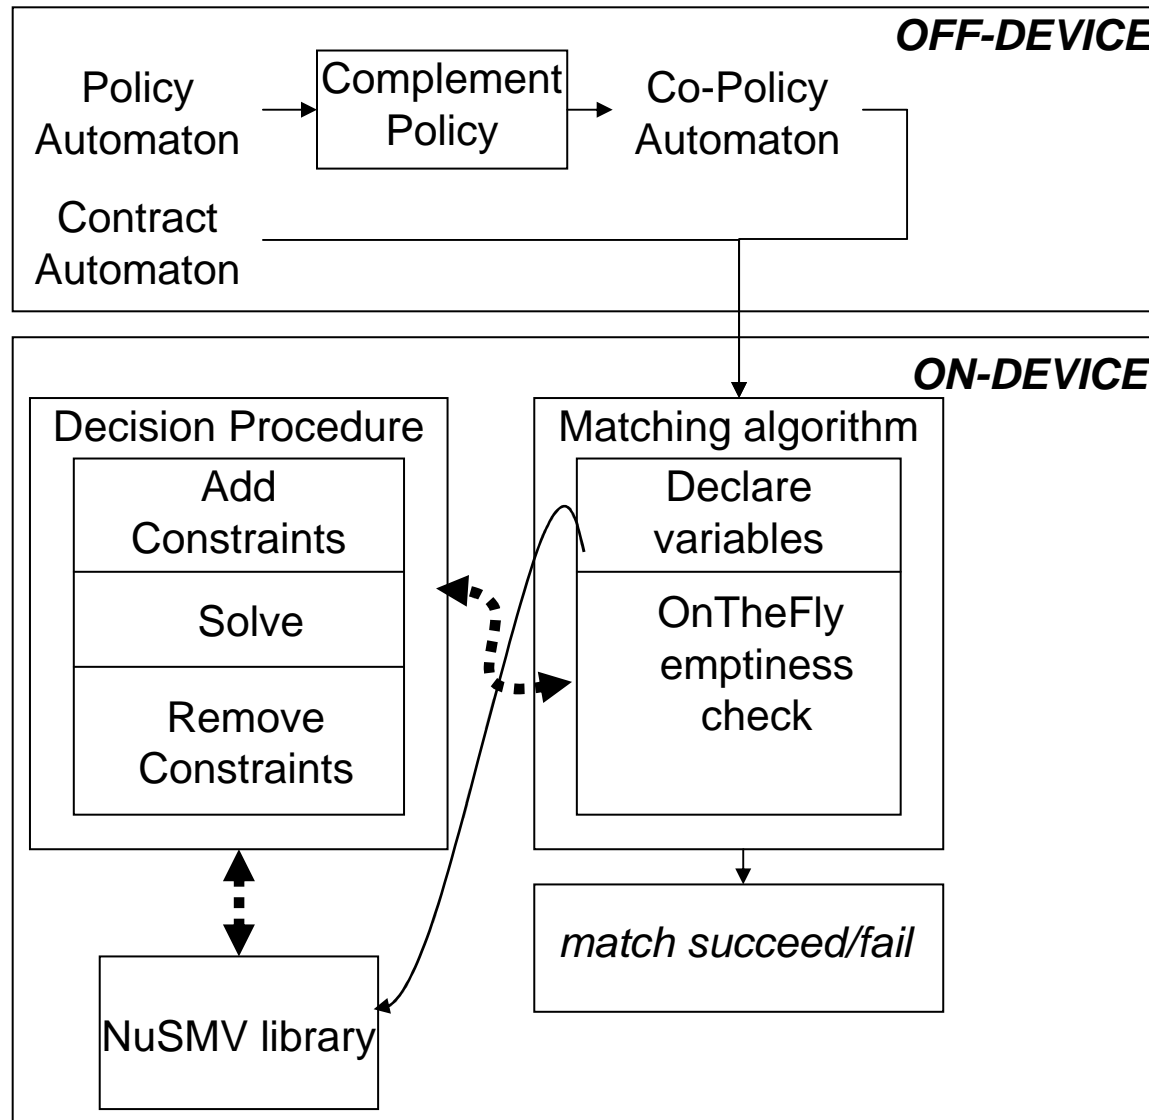 OFF-DEVICE
Policy
Automaton
Complement
Policy
Co-Policy
Automaton
Contract
Automaton
ON-DEVICE
Decision Procedure
Add
Constraints
Solve
Remove
Constraints
Matching algorithm
Declare
variables
OnTheFly
emptiness
check
match succeed/fail
NuSMV library